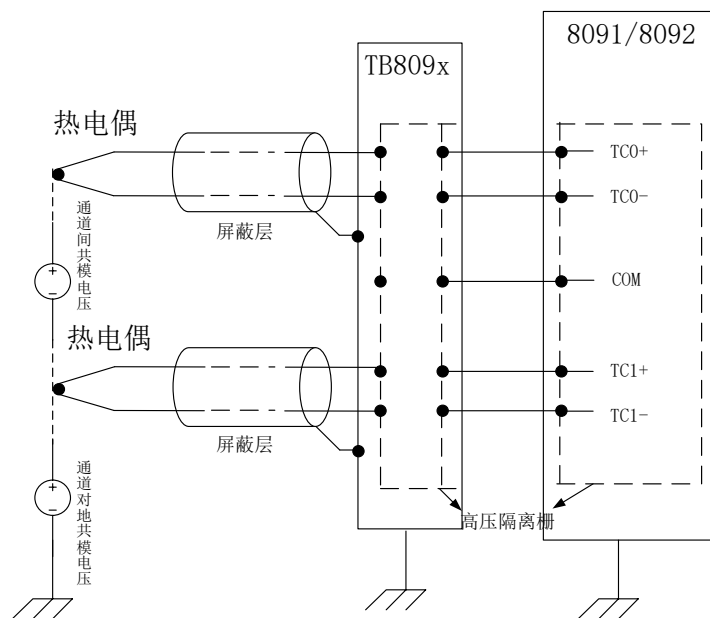 8091/8092
TB809x
热电偶
TC0+
TC0-
屏蔽层
通道间共模电压
+
-
COM
热电偶
TC1+
TC1-
屏蔽层
通道对地共模电压
+
-
高压隔离栅